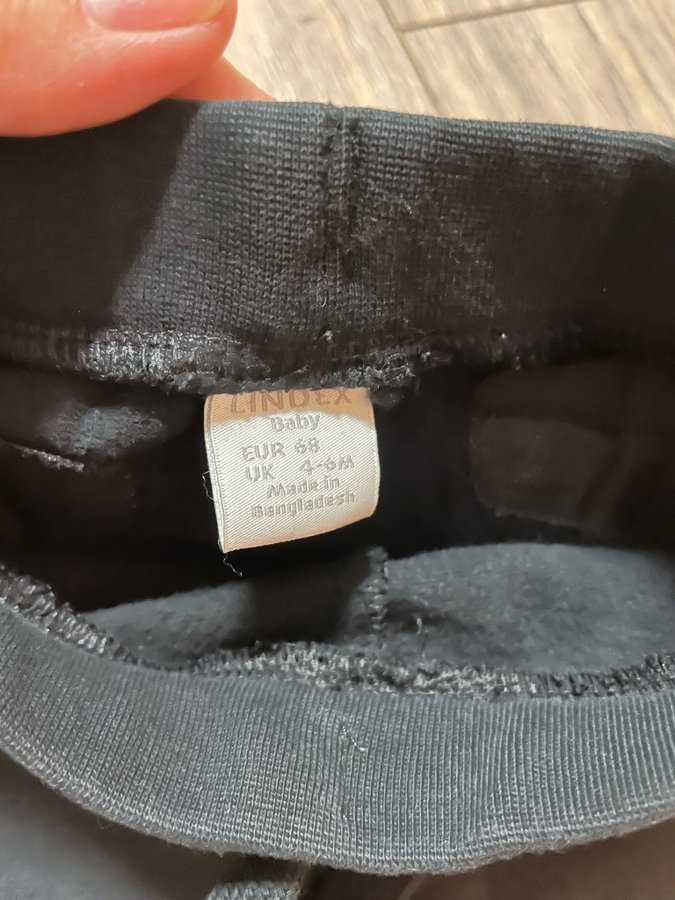 LINDEX
Baby
EUR 68
UK 4-6M
Made in
Bangladesh